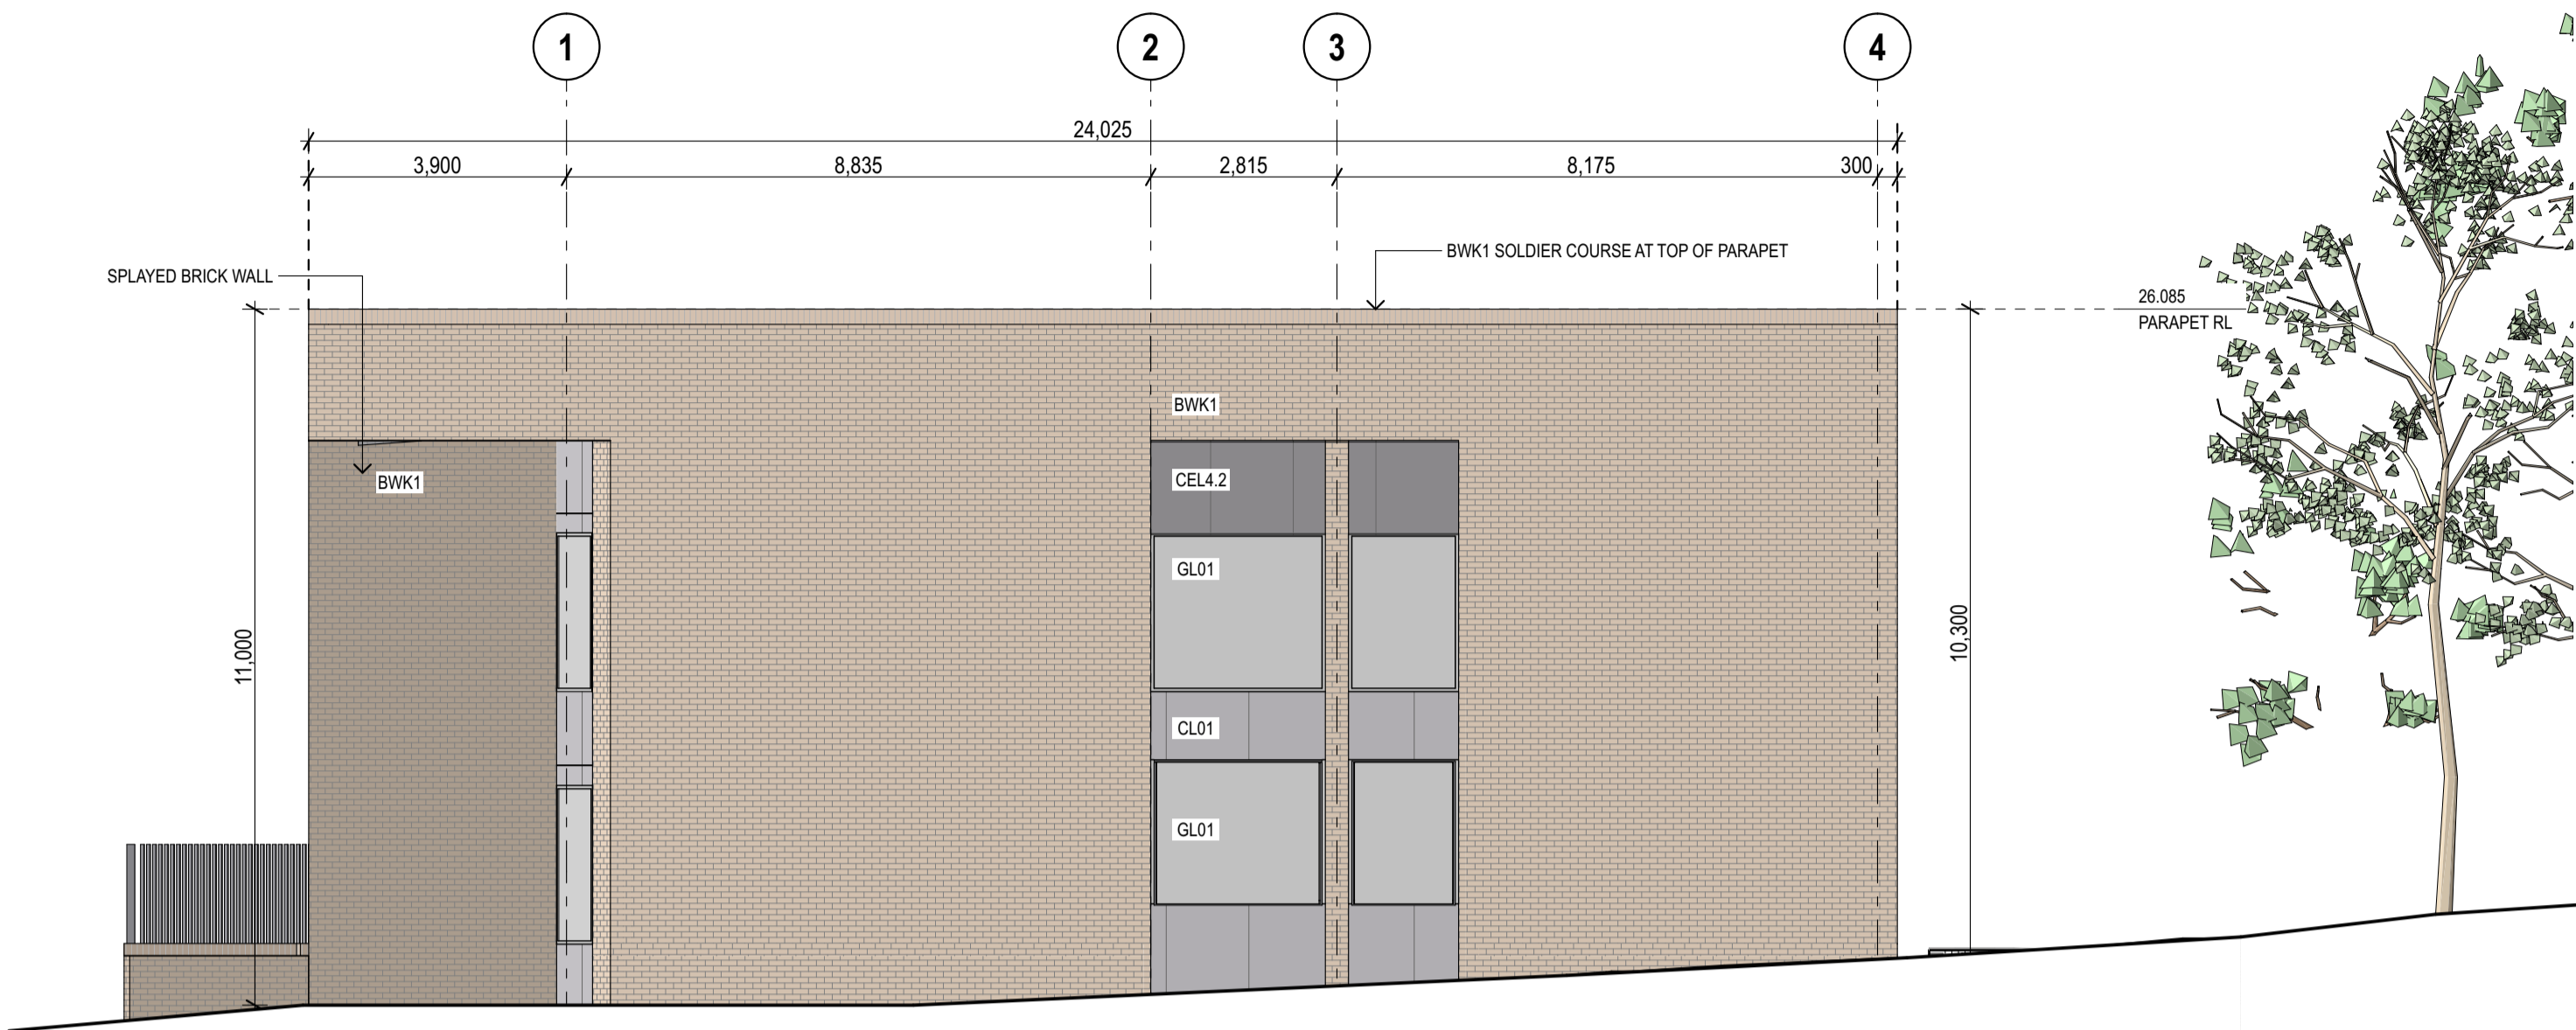 1
2
3
4
24,025
3,900
8,835
2,815
8,175
300
BWK1 SOLDIER COURSE AT TOP OF PARAPET
SPLAYED BRICK WALL
26.085
PARAPET RL
BWK1
BWK1
CEL4.2
GL01
11,000
10,300
CL01
GL01